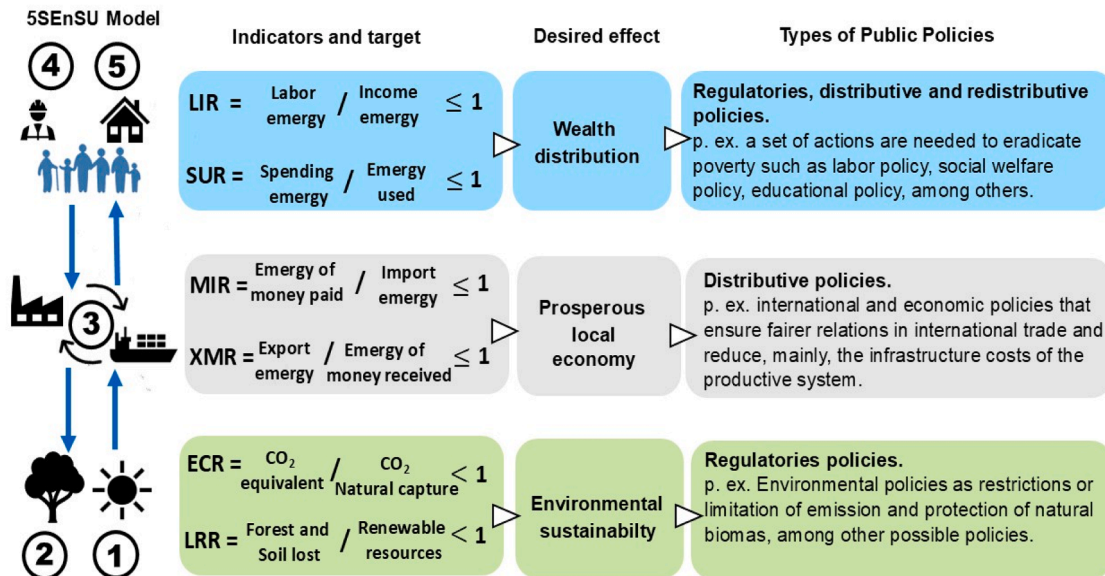 5SEnSU Model
Indicators and target
Desired effect
Types of Public Policies
4
5
LIR = Labor emergy / Income emergy ≤ 1
SUR = Spending emergy / Emergy used ≤ 1
Wealth
distribution
Regulatories, distributive and redistributive
policies.
p. ex. a set of actions are needed to eradicate
poverty such as labor policy, social welfare
policy, educational policy, among others.
3
MIR = Emergy of money paid / Import emergy ≤ 1
XMR = Export emergy / Emergy of money received ≤ 1
Prosperous
local
economy
Distributive policies.
p. ex. international and economic policies that
ensure fairer relations in international trade and
reduce, mainly, the infrastructure costs of the
productive system.
2
1
ECR = CO₂ equivalent / CO₂ Natural capture < 1
LRR = Forest and Soil lost / Renewable resources < 1
Environmental
sustainabilty
Regulatories policies.
p. ex. Environmental policies as restrictions or
limitation of emission and protection of natural
biomas, among other possible policies.